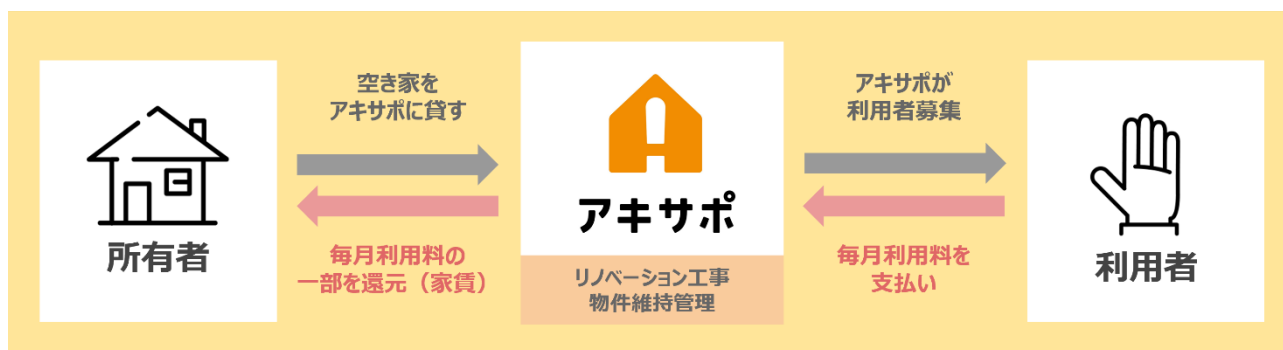 所有者
空き家を
アキサポに貸す
毎月利用料の
一部を還元（家賃）
アキサポ
リノベーション工事
物件維持管理
アキサポが
利用者募集
毎月利用料を
支払い
利用者